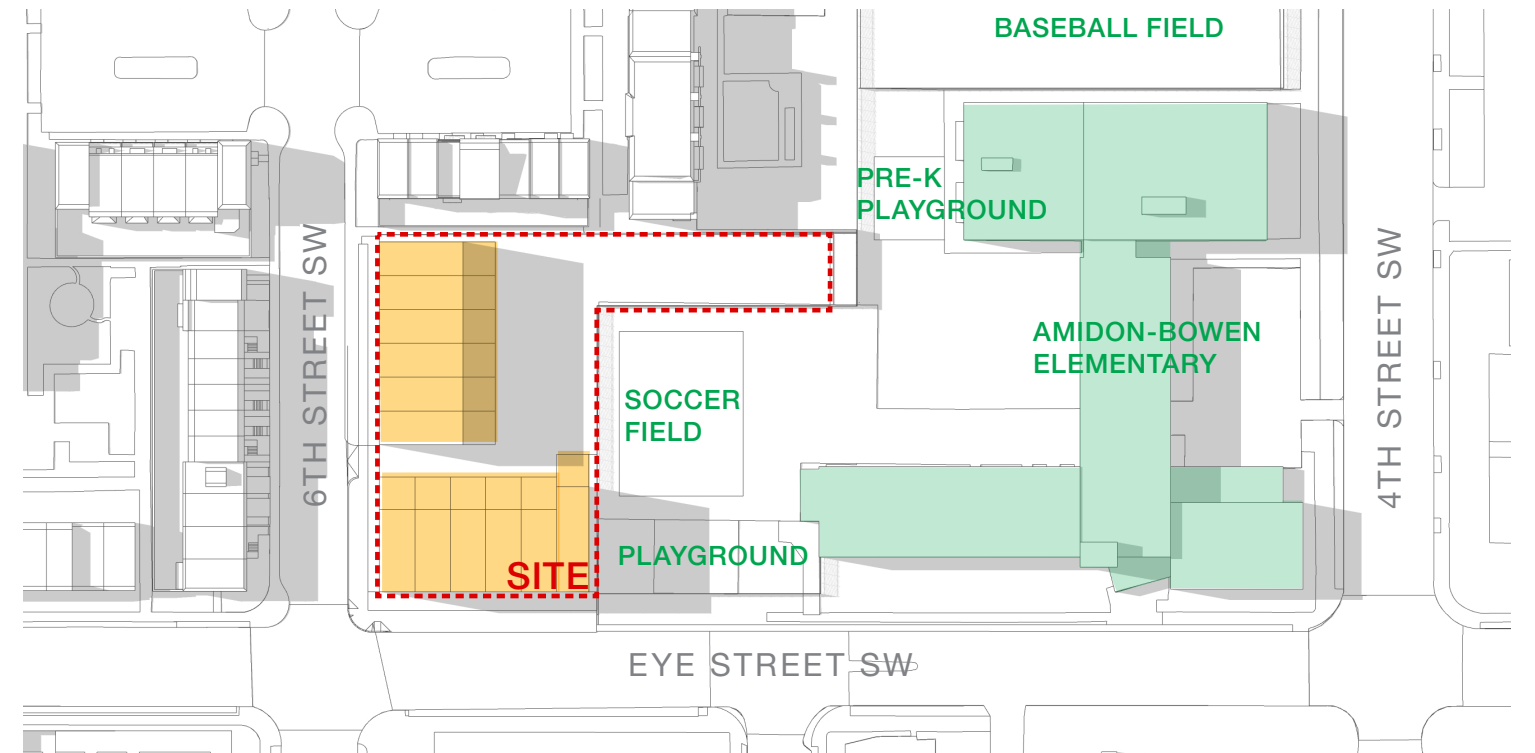 BASEBALL FIELD
PRE-K
PLAYGROUND
6TH STREET SW
4TH STREET SW
AMIDON-BOWEN
ELEMENTARY
SOCCER
FIELD
PLAYGROUND
SITE
EYE STREET SW